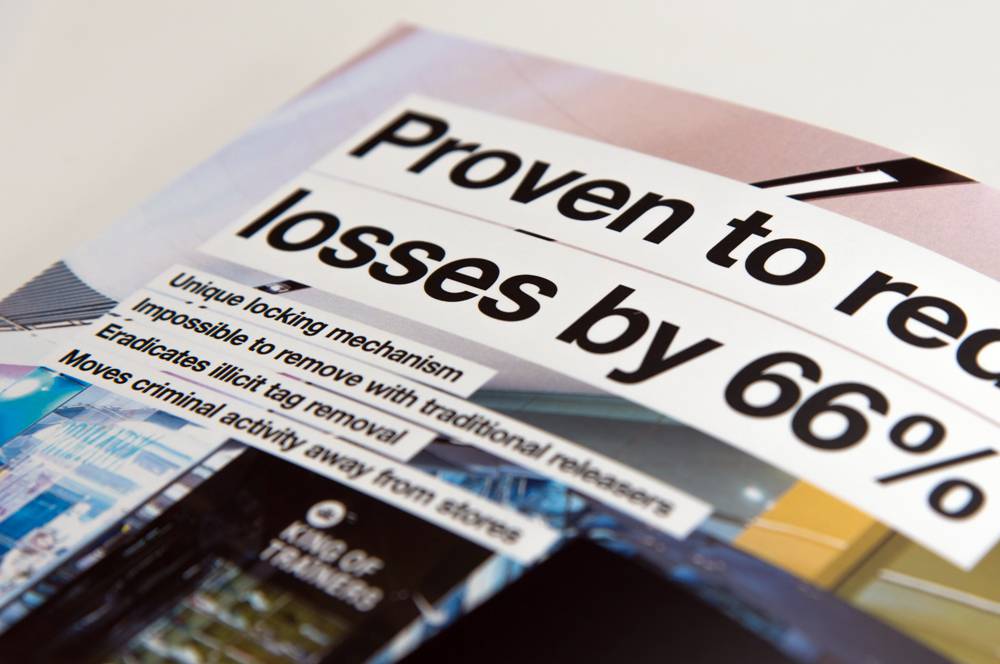 Proven to red
losses by 66%
Unique locking mechanism
Impossible to remove with traditional releasers
Eradicates illicit tag removal
Moves criminal activity away from stores
KING OF
TRAINERS